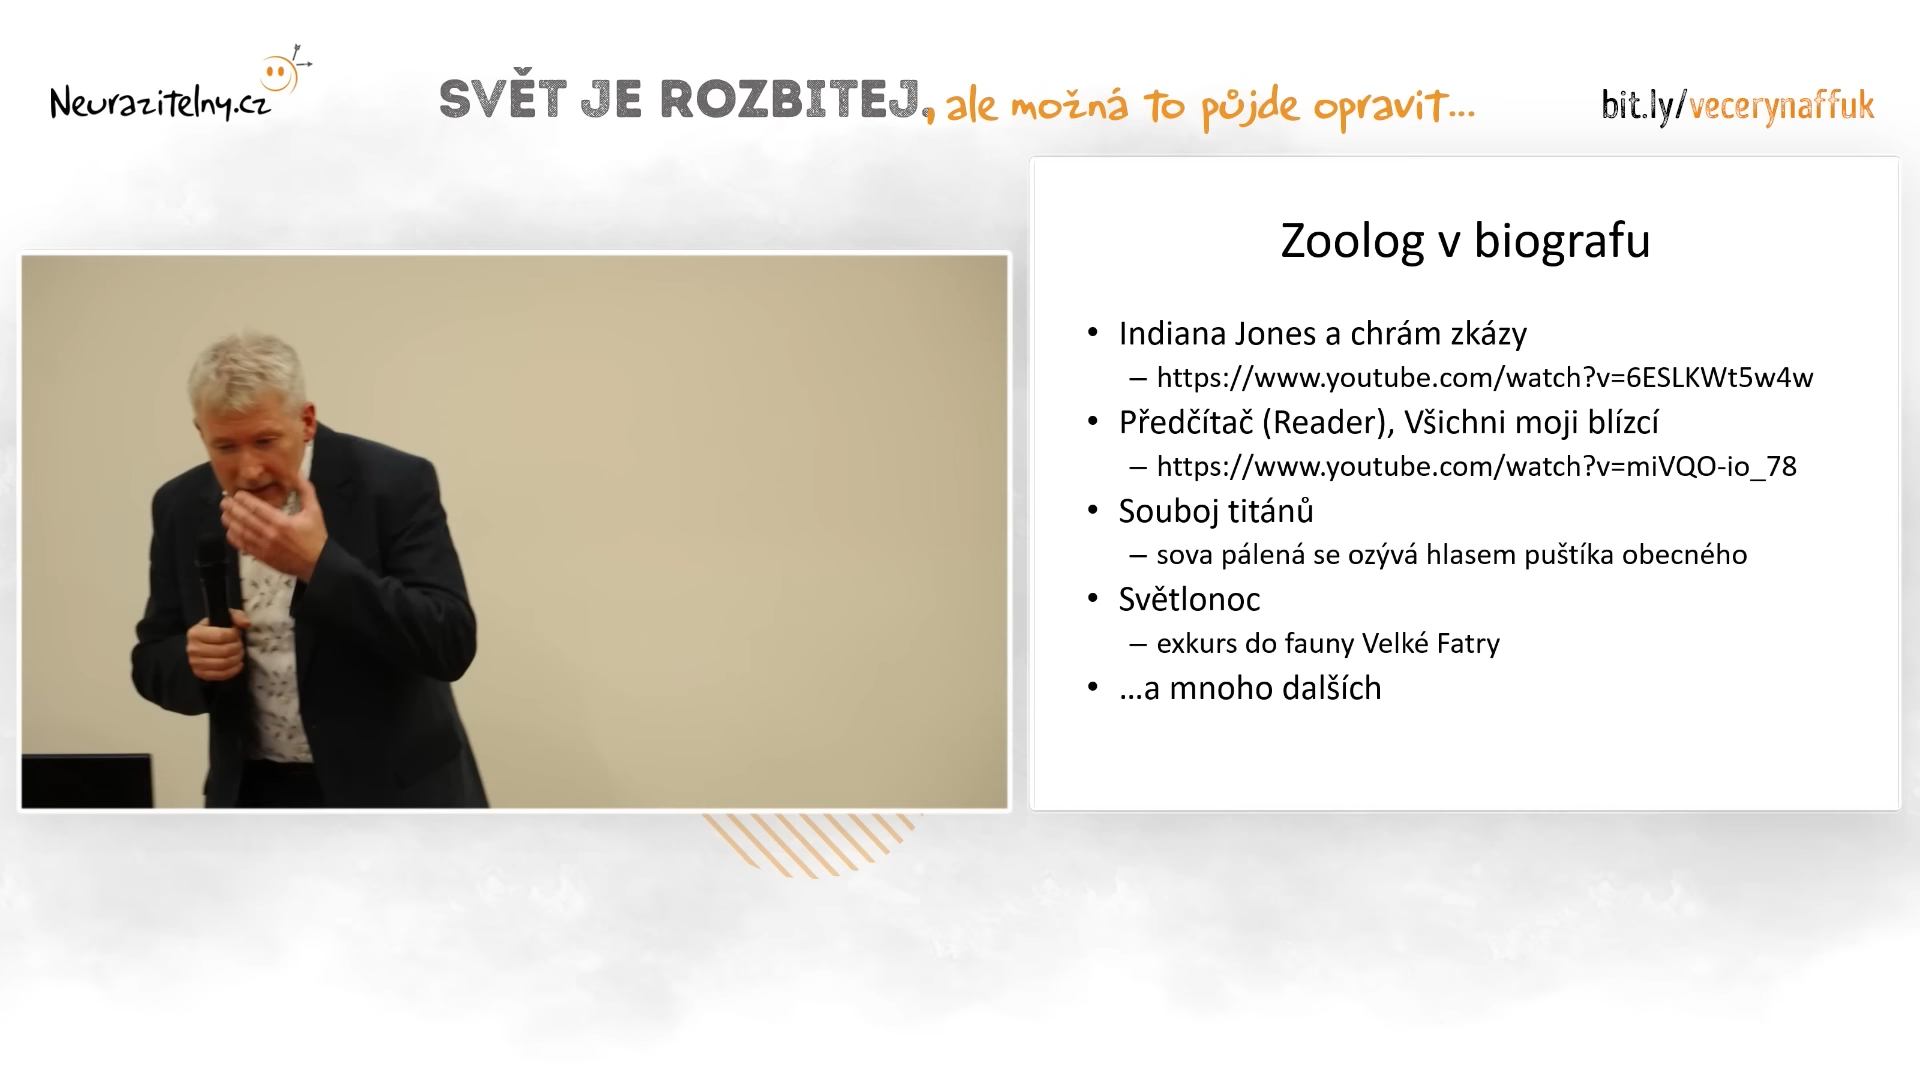 Neurazitelny.cz
SVĚT JE ROZBITEJ, ale možná to půjde opravit...
bit.ly/vecerynaffuk
Zoolog v biografu
• Indiana Jones a chrám zkázy
– https://www.youtube.com/watch?v=6ESLKWt5w4w
• Předčítač (Reader), Všichni moji blízcí
– https://www.youtube.com/watch?v=miVQO-io_78
• Souboj titánů
– sova pálená se ozývá hlasem puštíka obecného
• Světlonoc
– exkurs do fauny Velké Fatry
• …a mnoho dalších